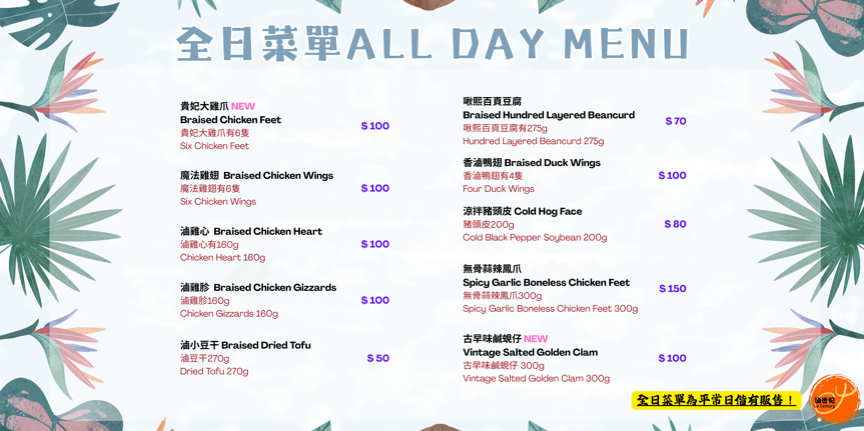 全日菜單ALL DAY MENU
貴妃大雞爪 NEW
Braised Chicken Feet
貴妃大雞爪有6隻
Six Chicken Feet
$ 100
魔法雞翅 Braised Chicken Wings
魔法雞翅有6隻
Six Chicken Wings
$ 100
滷雞心 Braised Chicken Heart
滷雞心有160g
Chicken Heart 160g
$ 100
滷雞胗 Braised Chicken Gizzards
滷雞胗160g
Chicken Gizzards 160g
$ 100
滷小豆干 Braised Dried Tofu
滷豆干270g
Dried Tofu 270g
$ 50
啾熙百頁豆腐
Braised Hundred Layered Beancurd
啾熙百頁豆腐有275g
Hundred Layered Beancurd 275g
$ 70
香滷鴨翅 Braised Duck Wings
香滷鴨翅有4隻
Four Duck Wings
$ 100
涼拌豬頭皮 Cold Hog Face
豬頭皮200g
Cold Black Pepper Soybean 200g
$ 80
無骨蒜辣鳳爪
Spicy Garlic Boneless Chicken Feet
無骨蒜辣鳳爪300g
Spicy Garlic Boneless Chicken Feet 300g
$ 150
古早味鹹蜆仔 NEW
Vintage Salted Golden Clam
古早味鹹蜆仔 300g
Vintage Salted Golden Clam 300g
$ 100
全日菜單為平常日偕有販售！
滷世紀
Lu Century